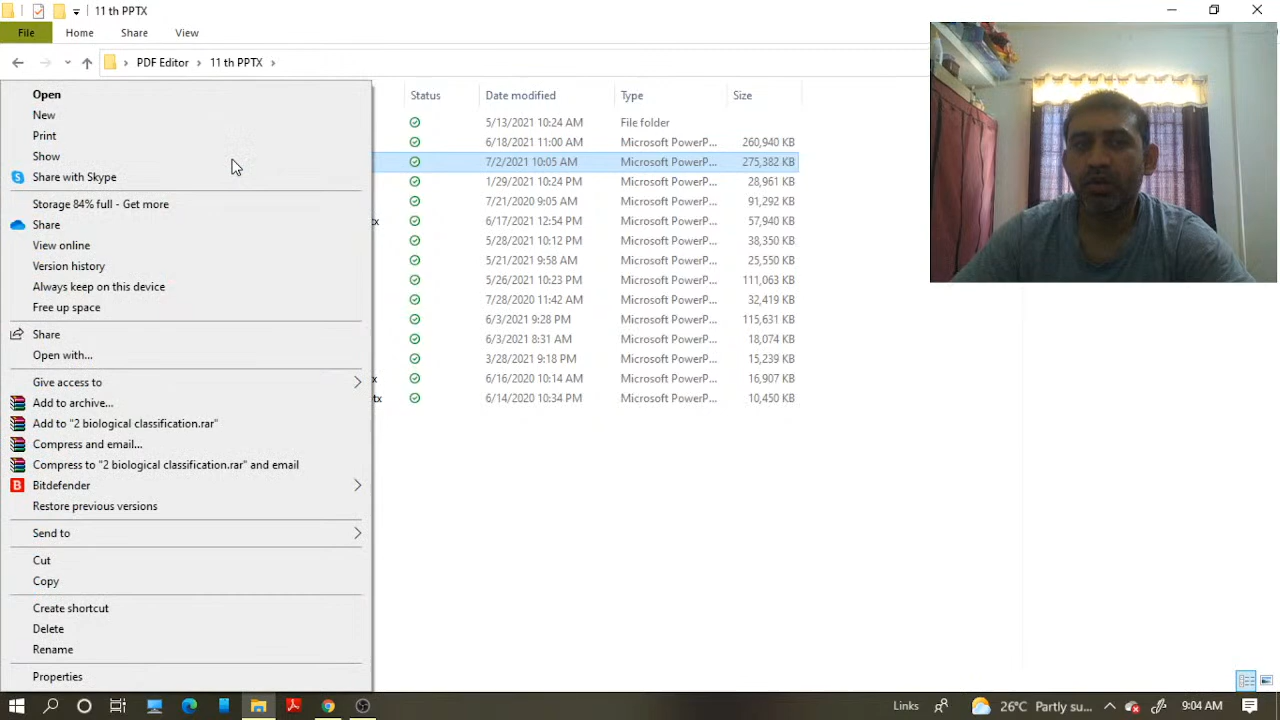 11 th PPTX
File Home Share View
PDF Editor 11 th PPTX
Status Date modified Type Size
5/13/2021 10:24 AM File folder
6/18/2021 11:00 AM Microsoft PowerP... 260,940 KB
7/2/2021 10:05 AM Microsoft PowerP... 275,382 KB
1/29/2021 10:24 PM Microsoft PowerP... 28,961 KB
7/21/2020 9:05 AM Microsoft PowerP... 91,292 KB
x 6/17/2021 12:54 PM Microsoft PowerP... 57,940 KB
5/28/2021 10:12 PM Microsoft PowerP... 38,350 KB
5/21/2021 9:58 AM Microsoft PowerP... 25,550 KB
5/26/2021 10:23 PM Microsoft PowerP... 111,063 KB
7/28/2020 11:42 AM Microsoft PowerP... 32,419 KB
6/3/2021 9:28 PM Microsoft PowerP... 115,631 KB
6/3/2021 8:31 AM Microsoft PowerP... 18,074 KB
3/28/2021 9:18 PM Microsoft PowerP... 15,239 KB
x 6/16/2020 10:14 AM Microsoft PowerP... 16,907 KB
tx 6/14/2020 10:34 PM Microsoft PowerP... 10,450 KB
Open
New
Print
Show
Share with Skype
Storage 84% full - Get more
Share
View online
Version history
Always keep on this device
Free up space
Share
Open with...
Give access to
Add to archive...
Add to "2 biological classification.rar"
Compress and email...
Compress to "2 biological classification.rar" and email
Bitdefender
Restore previous versions
Send to
Cut
Copy
Create shortcut
Delete
Rename
Properties
Links 26°C Partly su... 9:04 AM